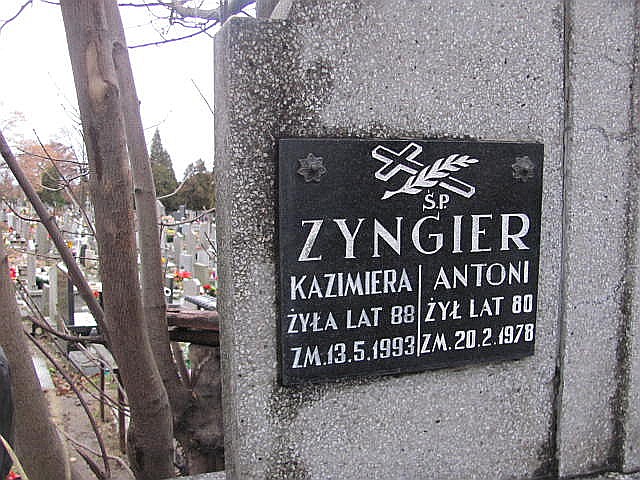 Ś.P.
ZYNGIER
KAZIMIERA ANTONI
ŻYŁA LAT 88 ŻYŁ LAT 80
ZM.13.5.1993 ZM.20.2.1978